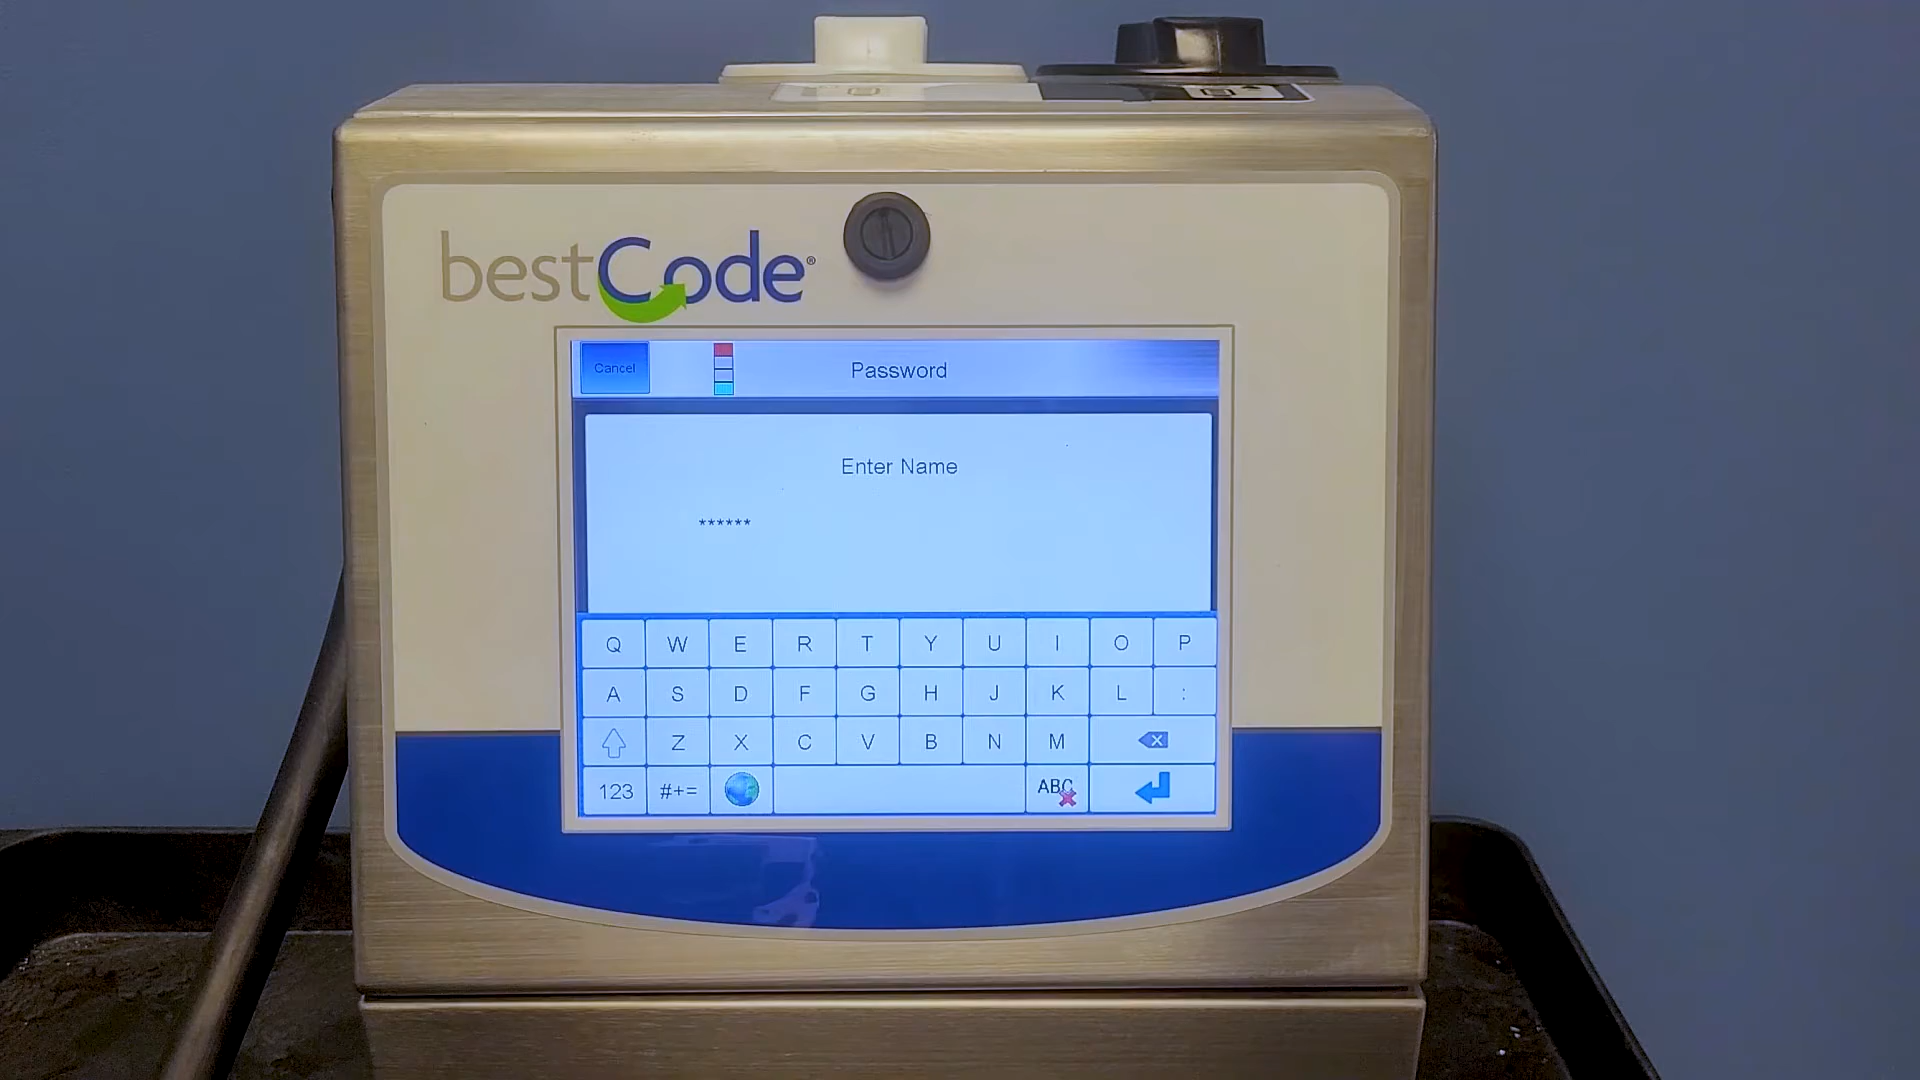 bestCode®
Cancel
Password
Enter Name
******
Q W E R T Y U I O P
A S D F G H J K L :
Z X C V B N M
123 #+= ABC